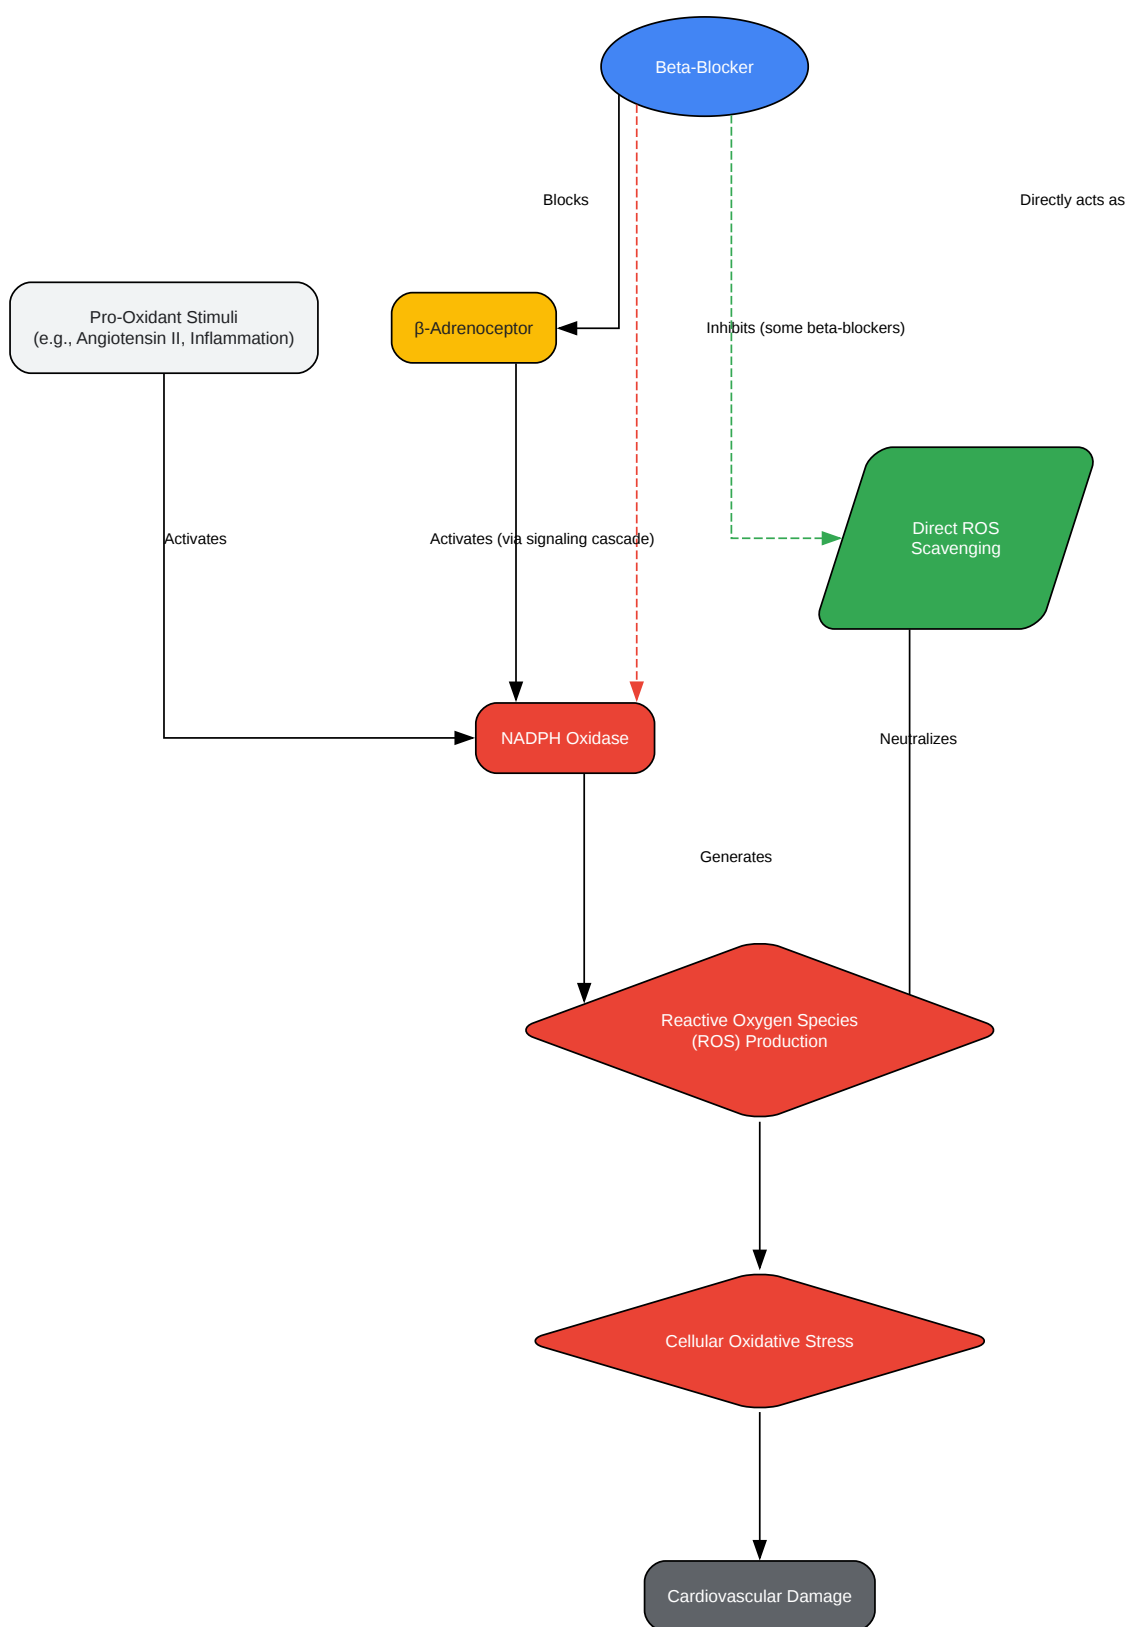 Beta-Blocker
Blocks
Directly acts as
Pro-Oxidant Stimuli
(e.g., Angiotensin II, Inflammation)
β-Adrenoceptor
Inhibits (some beta-blockers)
Activates
Activates (via signaling cascade)
Direct ROS
Scavenging
NADPH Oxidase
Neutralizes
Generates
Reactive Oxygen Species
(ROS) Production
Cellular Oxidative Stress
Cardiovascular Damage